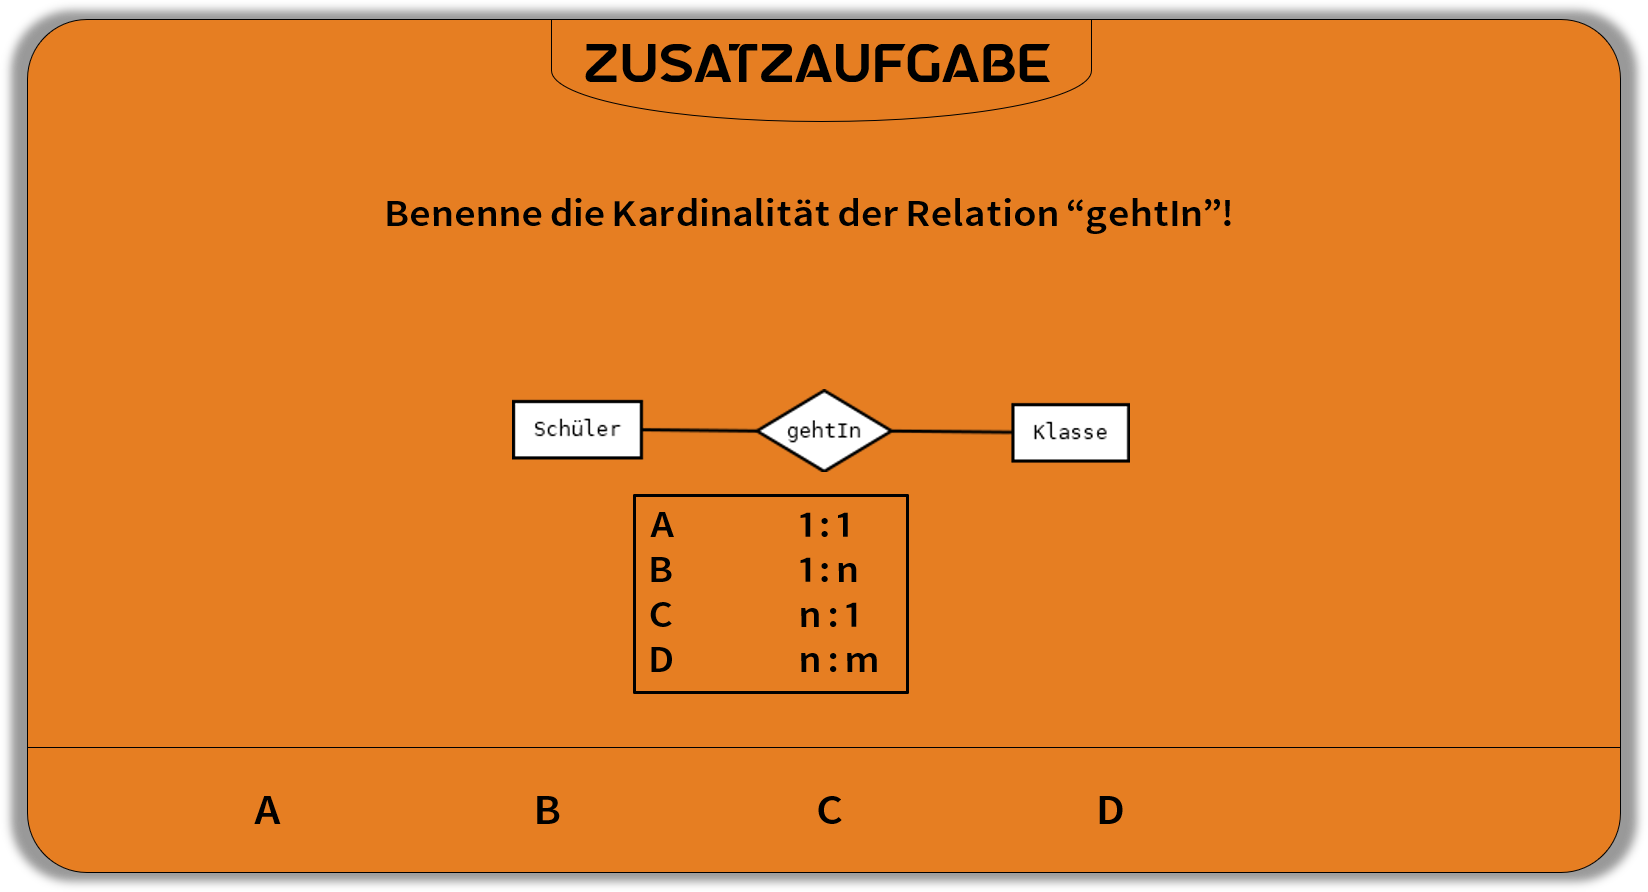 ZUSATZAUFGABE
Benenne die Kardinalität der Relation “gehtIn”!
Schüler gehtIn Klasse
A 1:1
B 1:n
C n:1
D n:m
A B C D